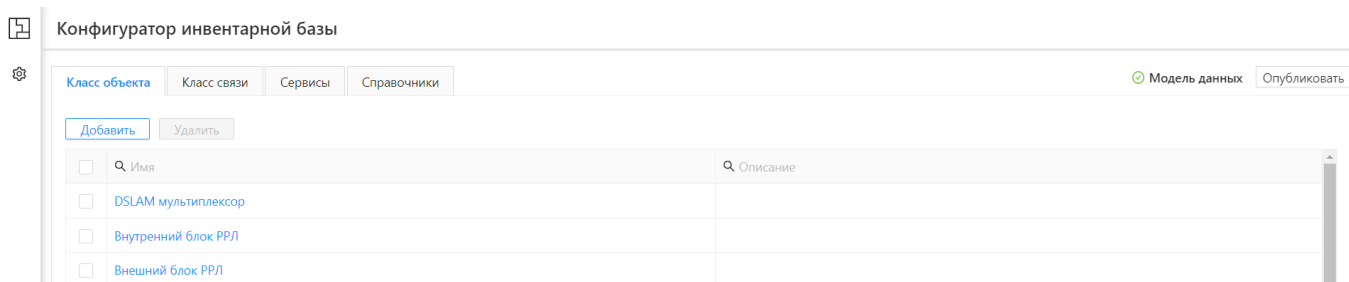 Конфигуратор инвентарной базы
Класс объекта Класс связи Сервисы Справочники Модель данных Опубликовать
Добавить Удалить
Имя Описание
DSLAM мультиплексор
Внутренний блок РРЛ
Внешний блок РРЛ